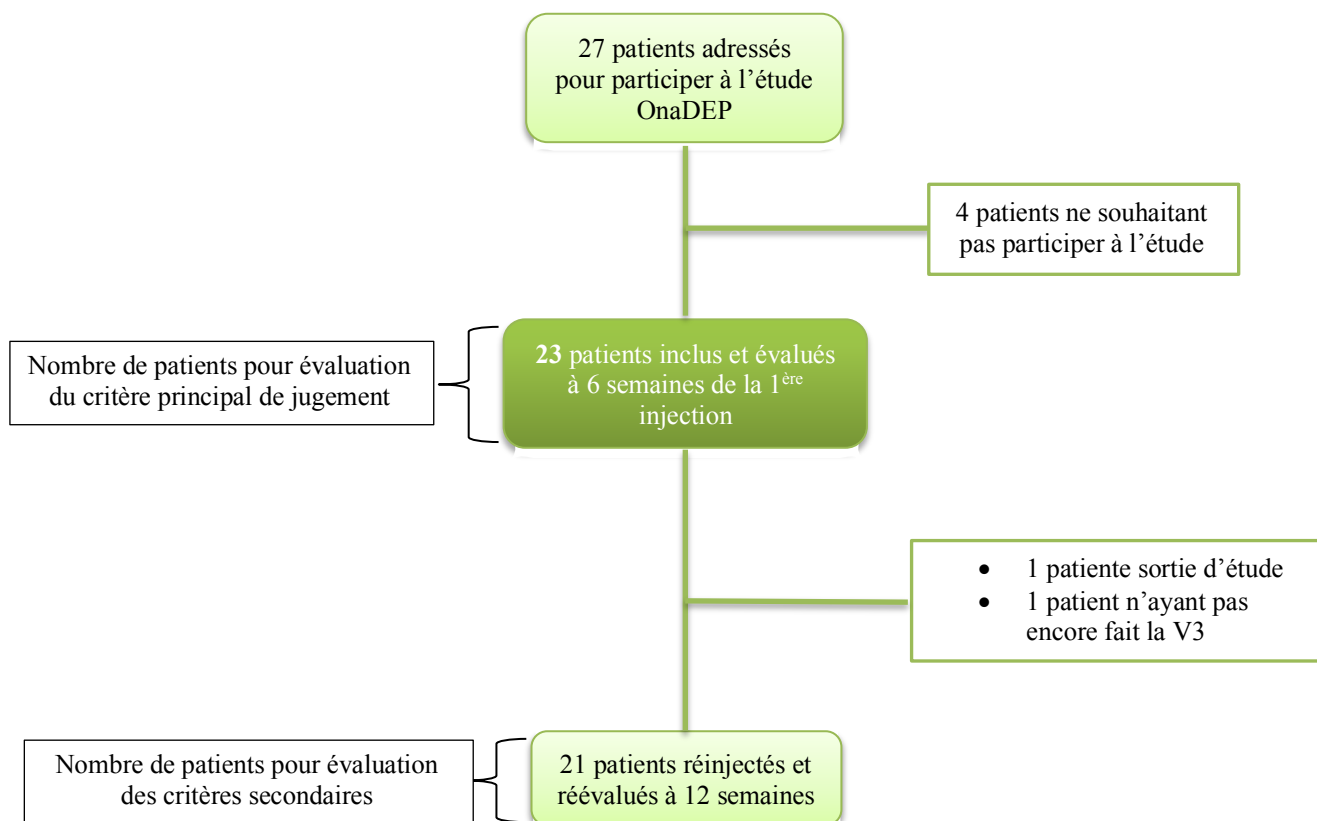 27 patients adressés
pour participer à l’étude
OnaDEP
4 patients ne souhaitant
pas participer à l’étude
Nombre de patients pour évaluation
du critère principal de jugement
23 patients inclus et évalués
à 6 semaines de la 1ère
injection
• 1 patiente sortie d’étude
• 1 patient n’ayant pas
encore fait la V3
Nombre de patients pour évaluation
des critères secondaires
21 patients réinjectés et
réévalués à 12 semaines